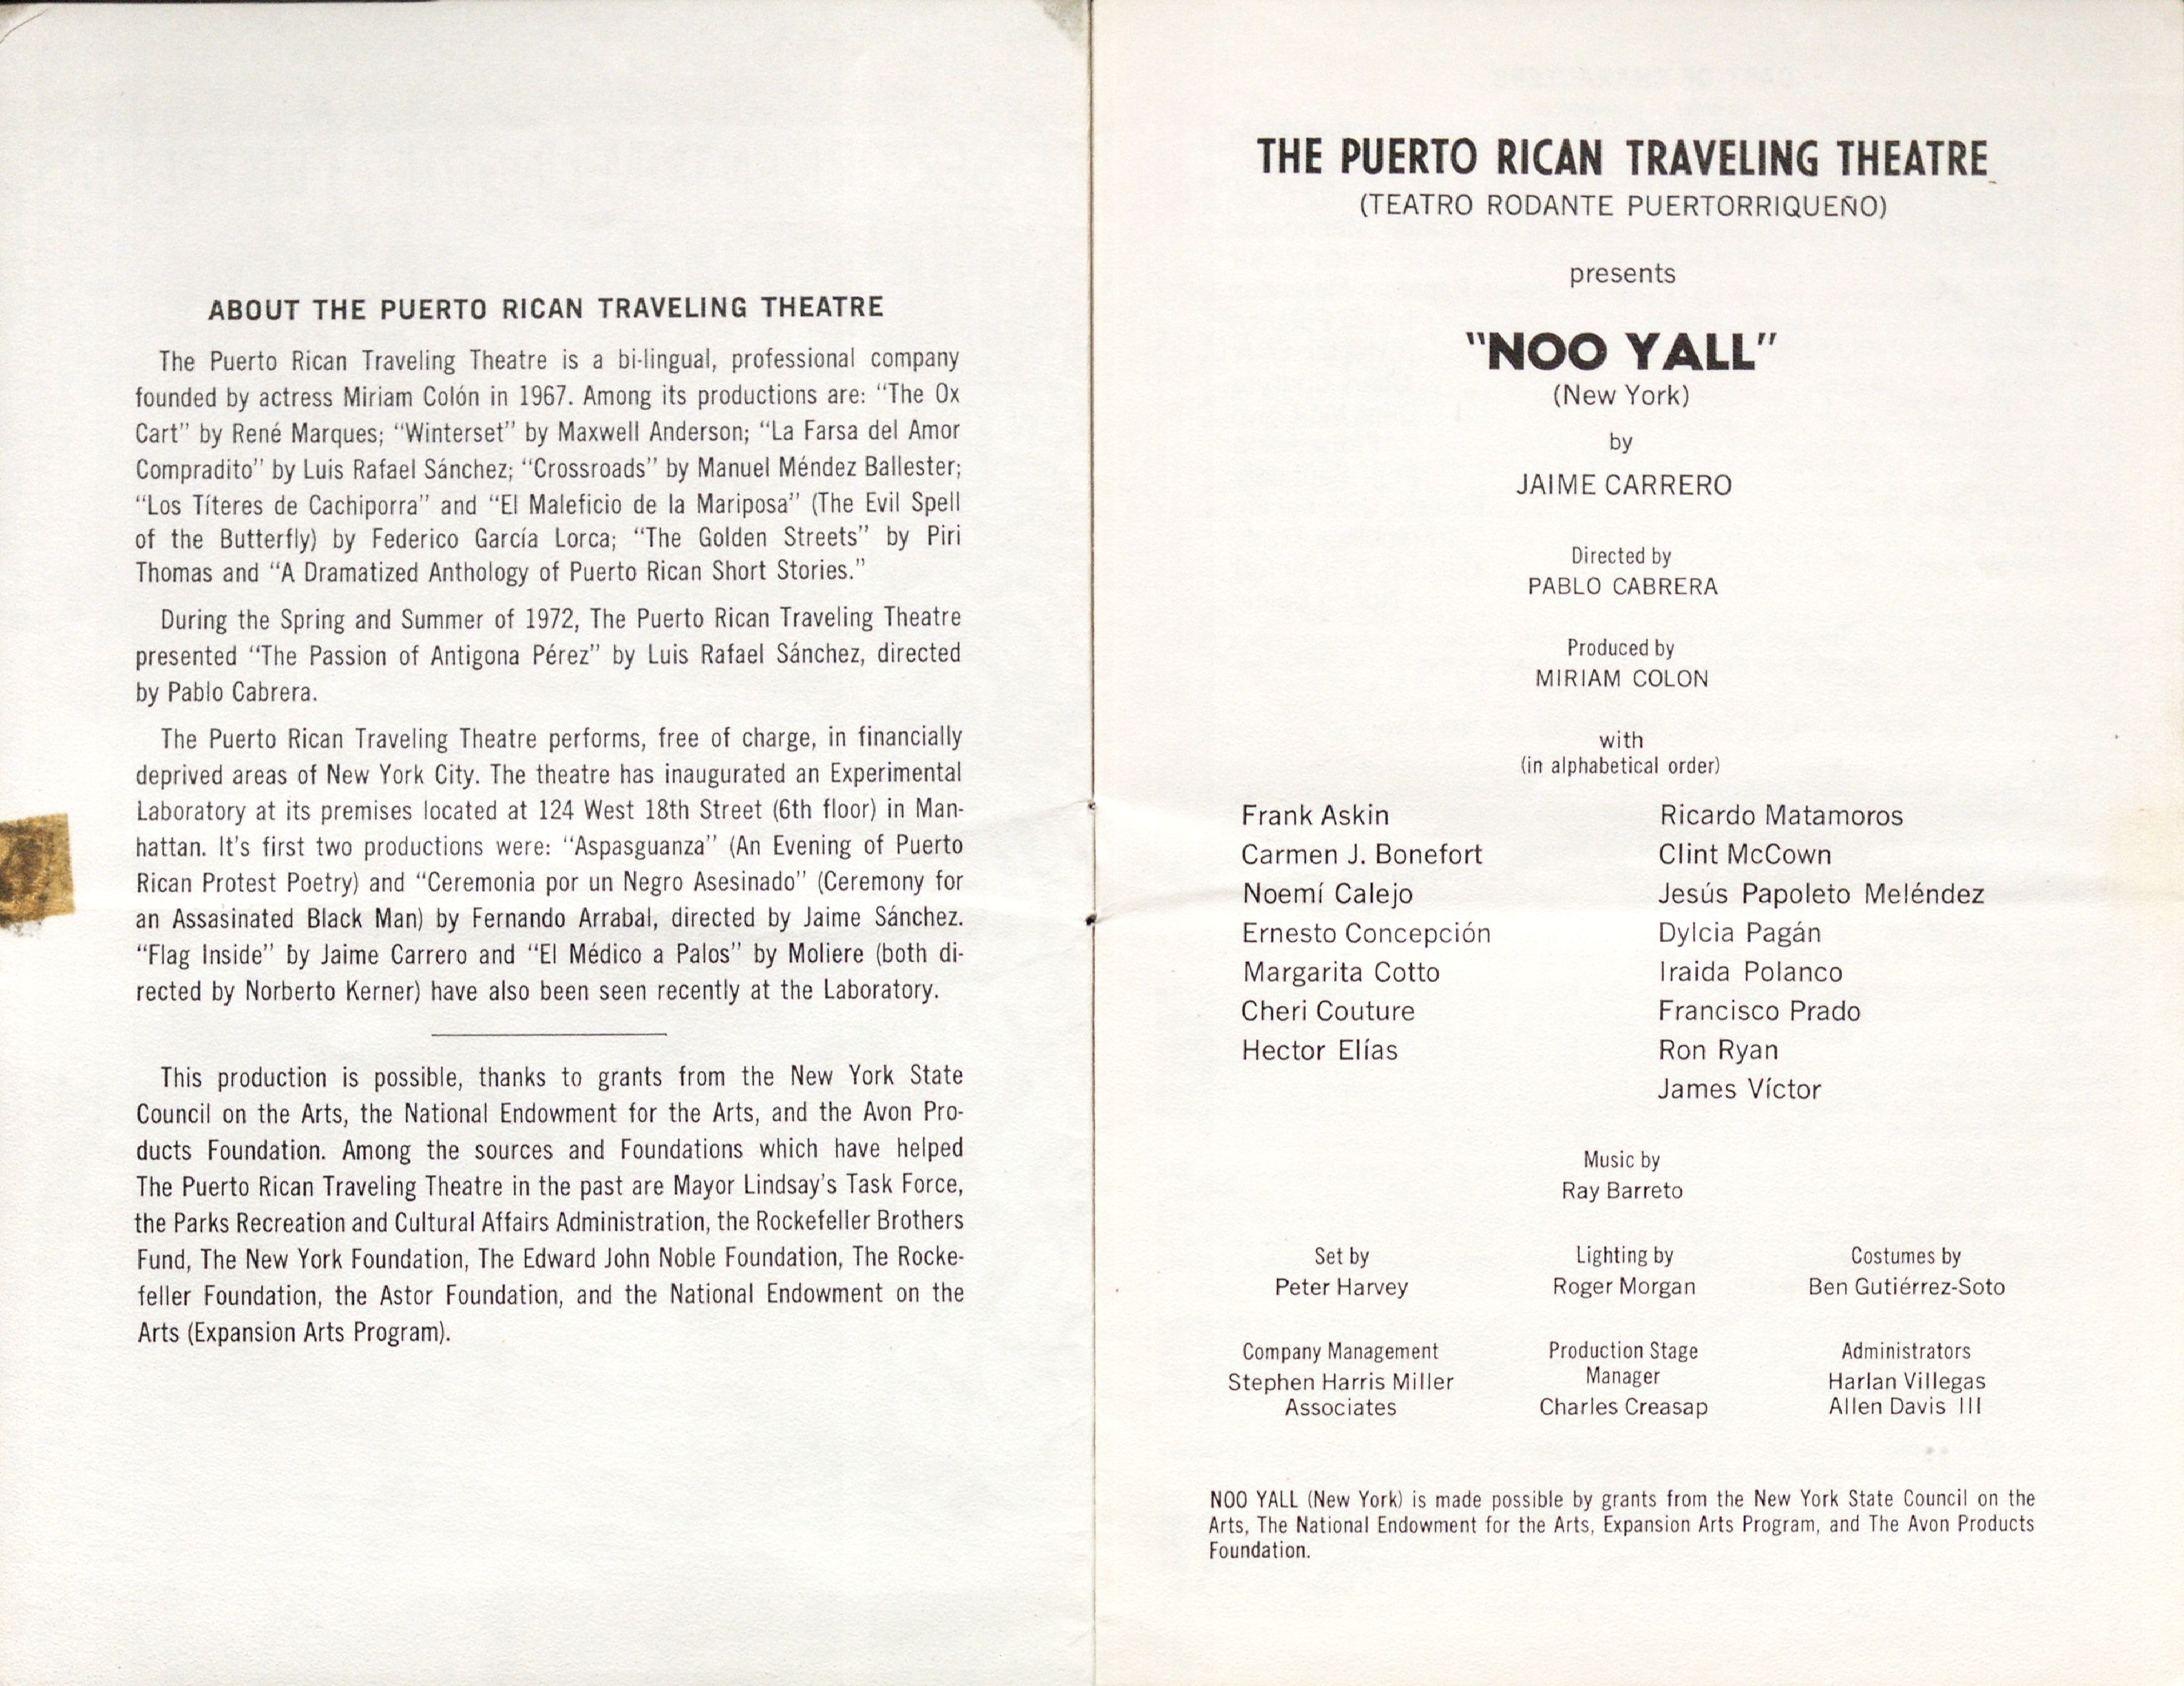 ABOUT THE PUERTO RICAN TRAVELING THEATRE
The Puerto Rican Traveling Theatre is a bi-lingual, professional company
founded by actress Miriam Colón in 1967. Among its productions are: "The Ox
Cart" by René Marques; "Winterset" by Maxwell Anderson; "La Farsa del Amor
Compradito" by Luis Rafael Sánchez; "Crossroads" by Manuel Méndez Ballester;
"Los Títeres de Cachiporra" and "El Maleficio de la Mariposa" (The Evil Spell
of the Butterfly) by Federico García Lorca; "The Golden Streets" by Piri
Thomas and "A Dramatized Anthology of Puerto Rican Short Stories."
During the Spring and Summer of 1972, The Puerto Rican Traveling Theatre
presented "The Passion of Antigona Pérez" by Luis Rafael Sánchez, directed
by Pablo Cabrera.
The Puerto Rican Traveling Theatre performs, free of charge, in financially
deprived areas of New York City. The theatre has inaugurated an Experimental
Laboratory at its premises located at 124 West 18th Street (6th floor) in Man-
hattan. It's first two productions were: "Aspasguanza" (An Evening of Puerto
Rican Protest Poetry) and "Ceremonia por un Negro Asesinado" (Ceremony for
an Assasinated Black Man) by Fernando Arrabal, directed by Jaime Sánchez.
"Flag Inside" by Jaime Carrero and "El Médico a Palos" by Moliere (both di-
rected by Norberto Kerner) have also been seen recently at the Laboratory.
This production is possible, thanks to grants from the New York State
Council on the Arts, the National Endowment for the Arts, and the Avon Pro-
ducts Foundation. Among the sources and Foundations which have helped
The Puerto Rican Traveling Theatre in the past are Mayor Lindsay's Task Force,
the Parks Recreation and Cultural Affairs Administration, the Rockefeller Brothers
Fund, The New York Foundation, The Edward John Noble Foundation, The Rocke-
feller Foundation, the Astor Foundation, and the National Endowment on the
Arts (Expansion Arts Program).
THE PUERTO RICAN TRAVELING THEATRE
(TEATRO RODANTE PUERTORRIQUEÑO)
presents
"NOO YALL"
(New York)
by
JAIME CARRERO
Directed by
PABLO CABRERA
Produced by
MIRIAM COLON
with
(in alphabetical order)
Frank Askin
Carmen J. Bonefort
Noemí Calejo
Ernesto Concepción
Margarita Cotto
Cheri Couture
Hector Elías
Ricardo Matamoros
Clint McCown
Jesús Papoleto Meléndez
Dylcia Pagán
Iraida Polanco
Francisco Prado
Ron Ryan
James Víctor
Music by
Ray Barreto
Set by
Peter Harvey
Lighting by
Roger Morgan
Costumes by
Ben Gutiérrez-Soto
Company Management
Stephen Harris Miller
Associates
Production Stage
Manager
Charles Creasap
Administrators
Harlan Villegas
Allen Davis III
NOO YALL (New York) is made possible by grants from the New York State Council on the
Arts, The National Endowment for the Arts, Expansion Arts Program, and The Avon Products
Foundation.